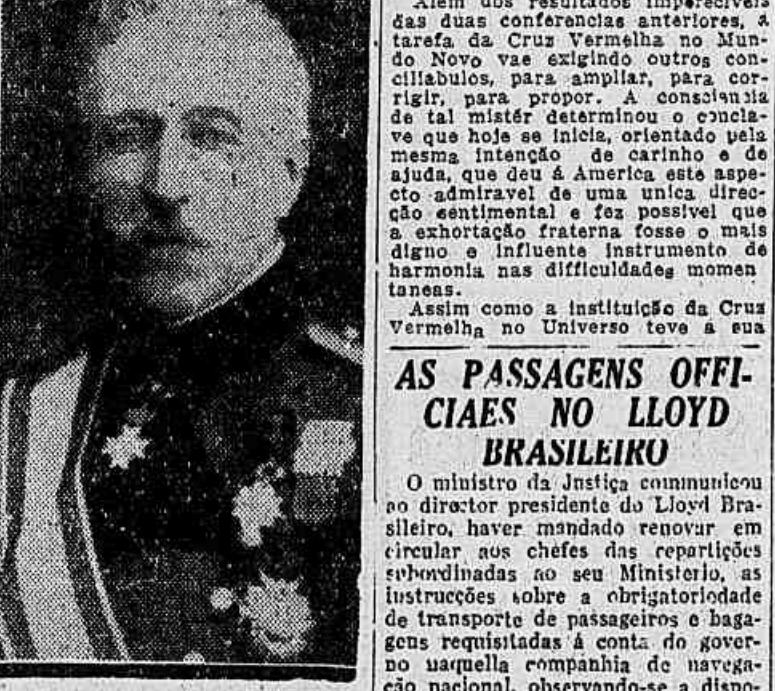 Além dos resultados impereciveis
das duas conferencias anteriores, a
tarefa da Cruz Vermelha no Mun-
do Novo vae exigindo outros con-
ciliabulos, para ampliar, para cor-
rigir, para propor. A consciancia
de tal mistér determinou o concla-
ve que hoje se inicia, orientado pela
mesma intenção de carinho e de
ajuda, que deu á America este aspe-
cto admiravel de uma unica direc-
ção sentimental e fez possivel que
a exhortação fraterna fosse o mais
digno e influente instrumento de
harmonia nas difficuldades momen
taneas.
Assim como a instituição da Cruz
Vermelha no Universo teve a sua
AS PASSAGENS OFFI-
CIAES NO LLOYD
BRASILEIRO
O ministro da Justiça communicou
ao director presidente do Lloyd Bra-
sileiro, haver mandado renovar em
circular aos chefes das repartições
subordinadas ao seu Ministerio, as
instrucções sobre a obrigatoriedade
de transporte de passageiros e baga-
gens requisitadas á conta do gover-
no naquella companhia de navega-
ção nacional, observando-se a dispo-